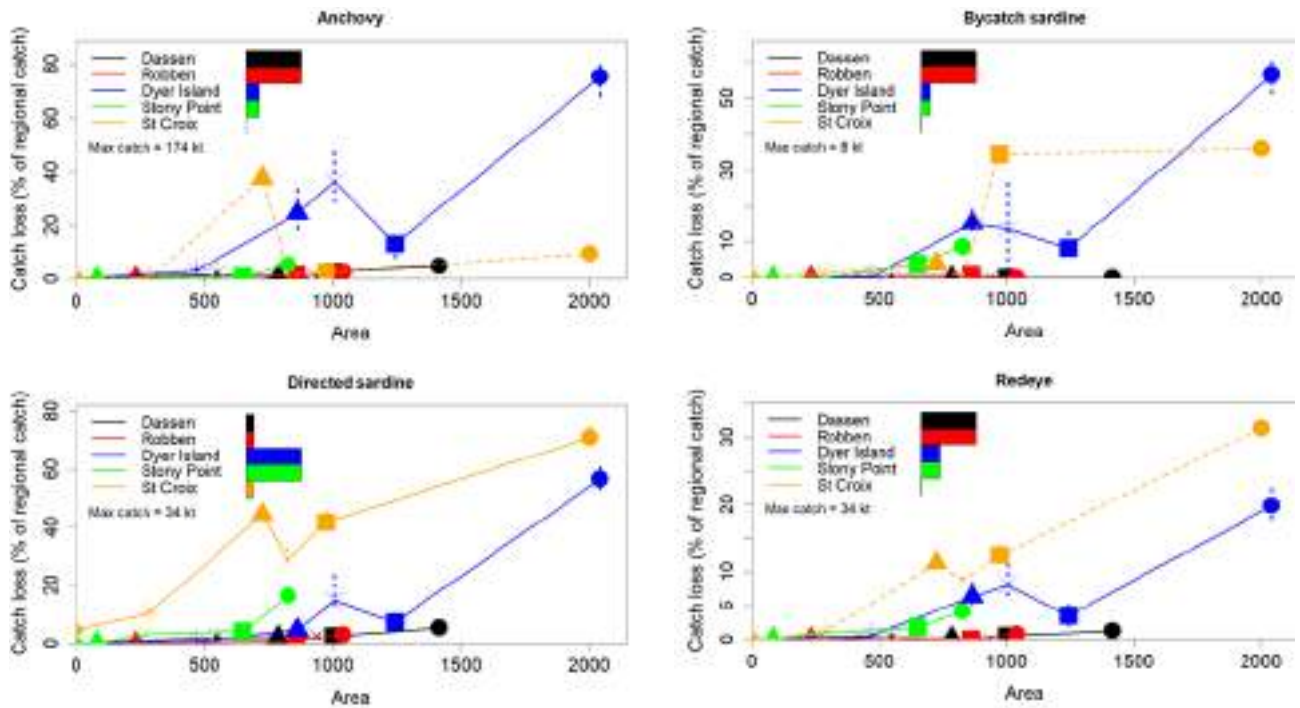 Anchovy
Catch loss (% of regional catch)
80
60
40
20
0
Dassen
Robben
Dyer Island
Stony Point
St Croix
Max catch = 174 kt
0 500 1000 1500 2000
Area
Bycatch sardine
Catch loss (% of regional catch)
50
30
10
0
Dassen
Robben
Dyer Island
Stony Point
St Croix
Max catch = 8 kt
0 500 1000 1500 2000
Area
Directed sardine
Catch loss (% of regional catch)
80
60
40
20
0
Dassen
Robben
Dyer Island
Stony Point
St Croix
Max catch = 34 kt
0 500 1000 1500 2000
Area
Redeye
Catch loss (% of regional catch)
30
20
10
5
0
Dassen
Robben
Dyer Island
Stony Point
St Croix
Max catch = 34 kt
0 500 1000 1500 2000
Area